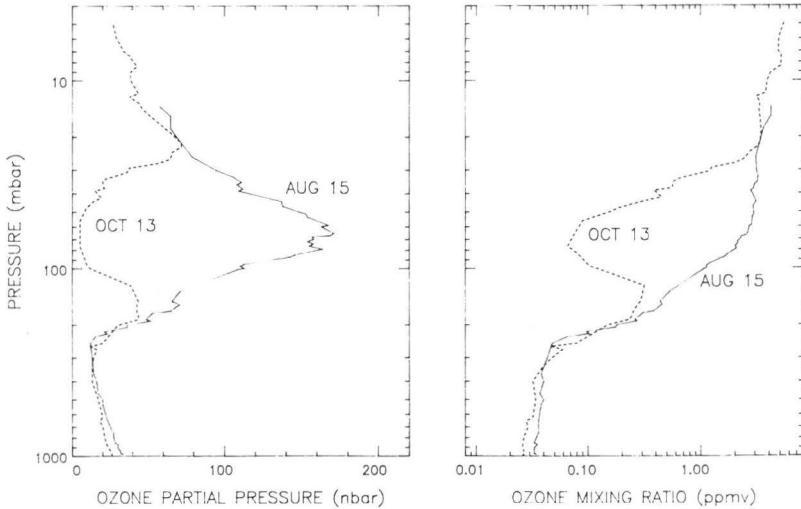 10
100
1000
PRESSURE (mbar)
AUG 15
OCT 13
0
100
200
OZONE PARTIAL PRESSURE (nbar)
OCT 13
AUG 15
0.01
0.10
1.00
OZONE MIXING RATIO (ppmv)